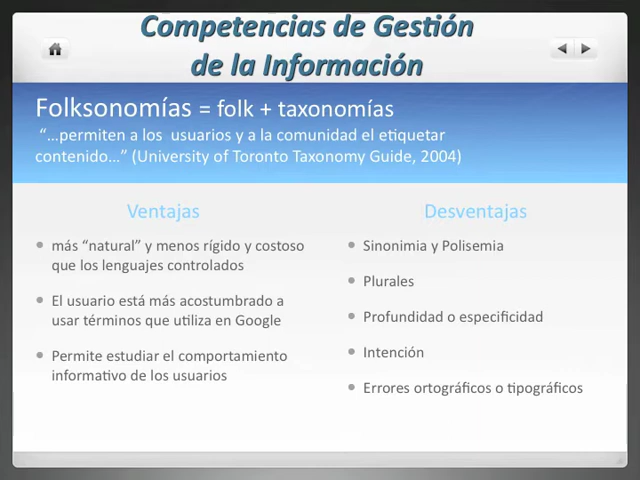 Competencias de Gestión
de la Información
Folksonomías = folk + taxonomías
“…permiten a los usuarios y a la comunidad el etiquetar
contenido…” (University of Toronto Taxonomy Guide, 2004)
Ventajas
más “natural” y menos rígido y costoso
que los lenguajes controlados
El usuario está más acostumbrado a
usar términos que utiliza en Google
Permite estudiar el comportamiento
informativo de los usuarios
Desventajas
Sinonimia y Polisemia
Plurales
Profundidad o especificidad
Intención
Errores ortográficos o tipográficos